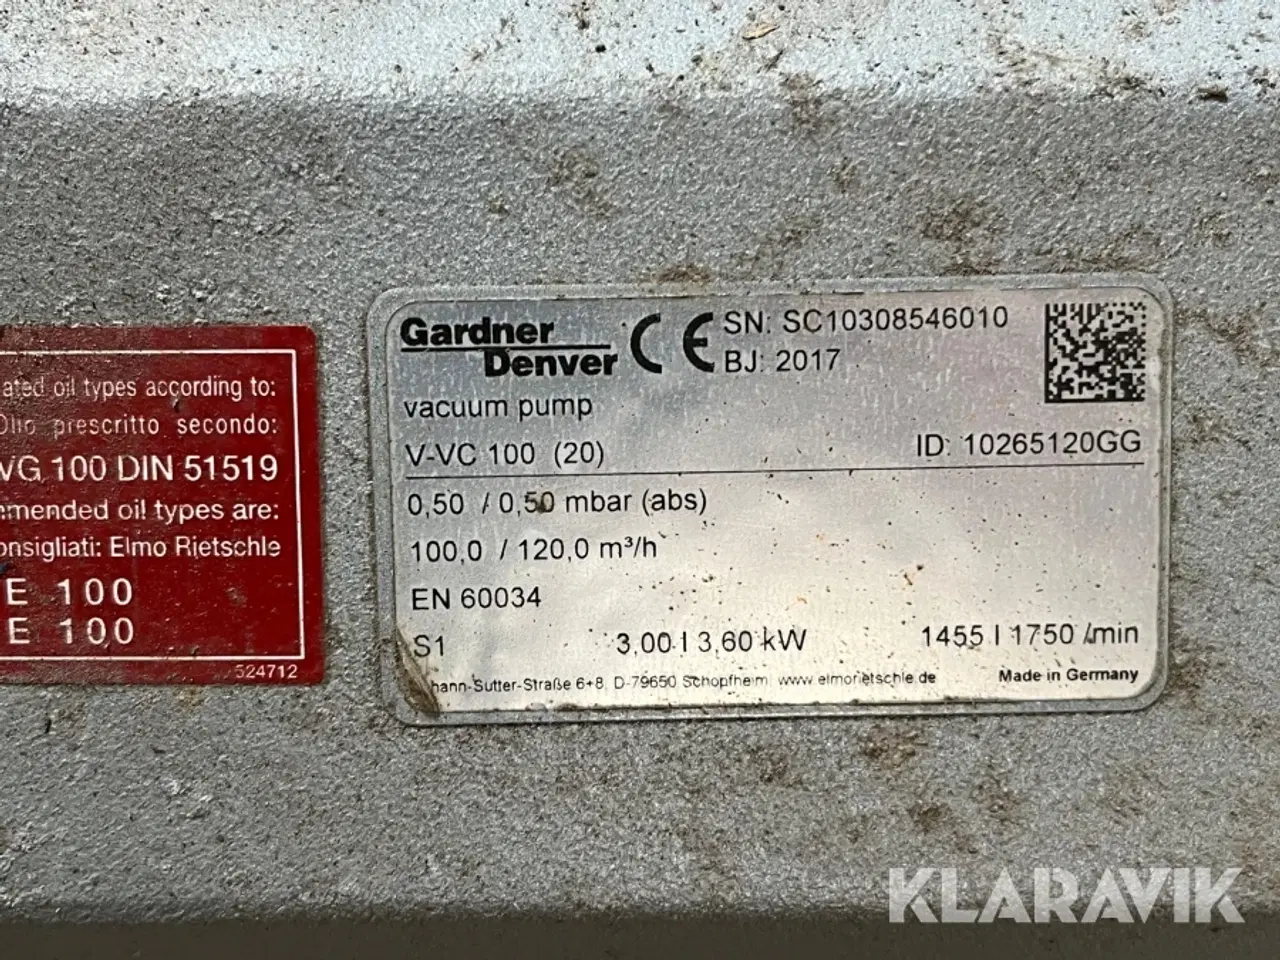 ated oil types according to:
Olio prescritto secondo:
VG 100 DIN 51519
mmended oil types are:
onsigliati: Elmo Rietschle
E 100
E 100
524712
Gardner
Denver
CE
SN: SC10308546010
BJ: 2017
vacuum pump
V-VC 100 (20)
ID: 10265120GG
0,50 / 0,50 mbar (abs)
100,0 / 120,0 m³/h
EN 60034
S1 3,00 I 3,60 kW 1455 I 1750 /min
hann-Sutter-Straße 6+8, D-79650 Schopfheim, www.elmorietschle.de
Made in Germany
KLARAVIK